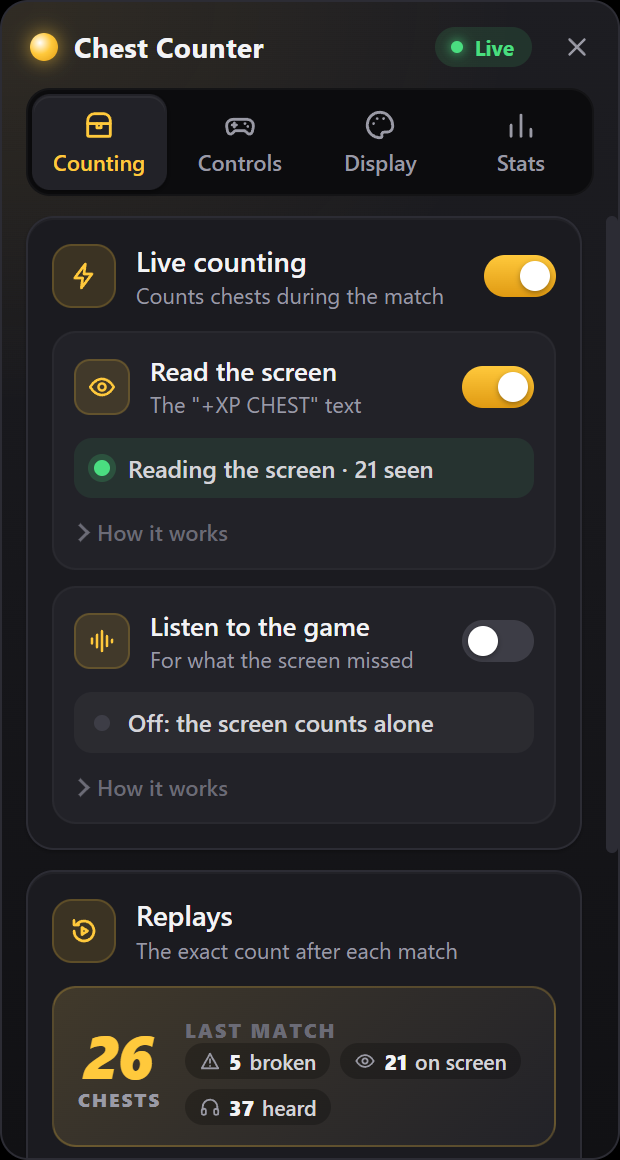 Chest Counter
Live
Counting
Controls
Display
Stats
Live counting
Counts chests during the match
Read the screen
The "+XP CHEST" text
Reading the screen · 21 seen
How it works
Listen to the game
For what the screen missed
Off: the screen counts alone
How it works
Replays
The exact count after each match
LAST MATCH
26
CHESTS
5 broken
21 on screen
37 heard